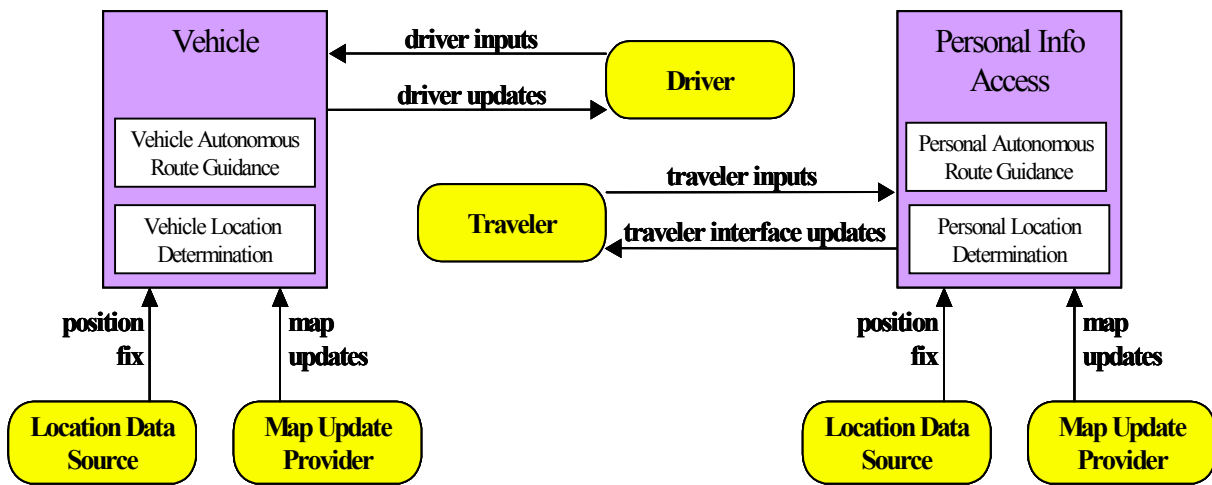 Vehicle
driver inputs
Driver
driver updates
Personal Info
Access
Vehicle Autonomous
Route Guidance
Vehicle Location
Determination
Traveler
traveler inputs
traveler interface updates
Personal Autonomous
Route Guidance
Personal Location
Determination
position
fix
map
updates
position
fix
map
updates
Location Data
Source
Map Update
Provider
Location Data
Source
Map Update
Provider